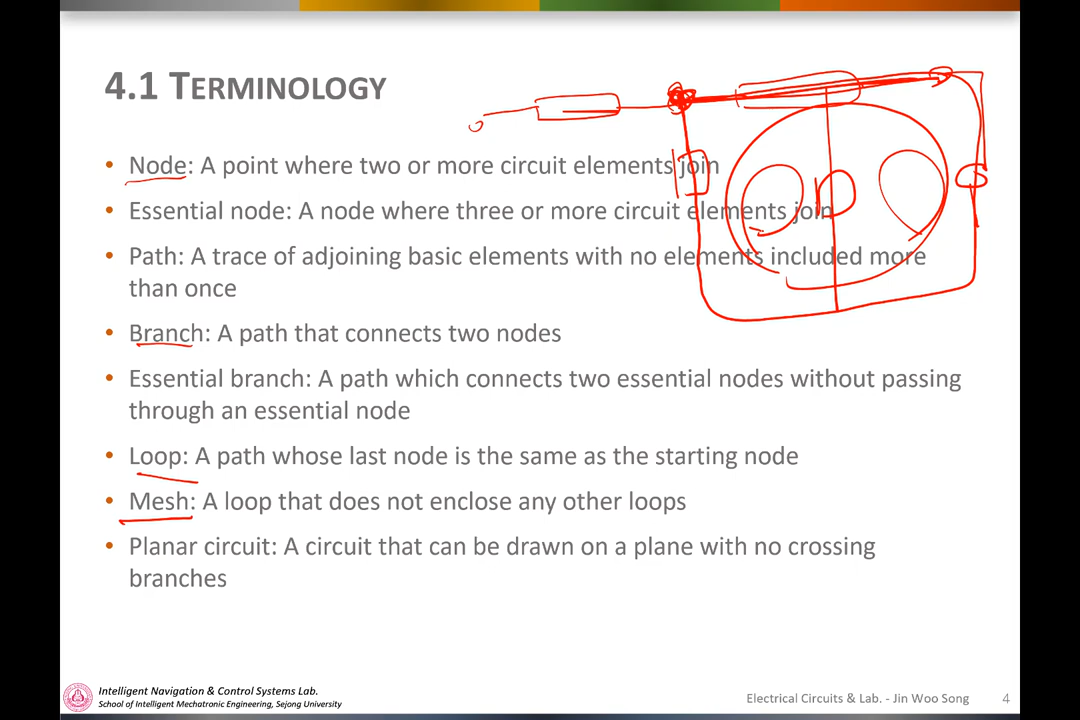 4.1 TERMINOLOGY
• Node: A point where two or more circuit elements join
• Essential node: A node where three or more circuit elements join
• Path: A trace of adjoining basic elements with no elements included more
than once
• Branch: A path that connects two nodes
• Essential branch: A path which connects two essential nodes without passing
through an essential node
• Loop: A path whose last node is the same as the starting node
• Mesh: A loop that does not enclose any other loops
• Planar circuit: A circuit that can be drawn on a plane with no crossing
branches
Intelligent Navigation & Control Systems Lab.
School of Intelligent Mechatronic Engineering, Sejong University
Electrical Circuits & Lab. - Jin Woo Song 4